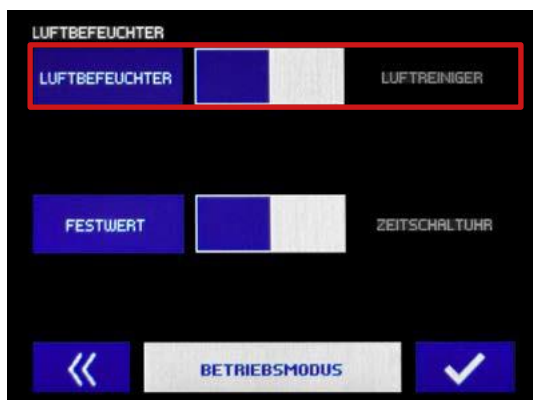 LUFTBEFEUCHTER
LUFTBEFEUCHTER LUFTREINIGER
FESTWERT ZEITSCHALTUHR
BETRIEBSMODUS